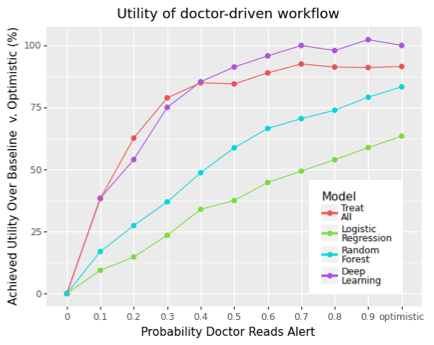 Utility of doctor-driven workflow
Achieved Utility Over Baseline v. Optimistic (%)
100
75
50
25
0
Model
Treat
All
Logistic
Regression
Random
Forest
Deep
Learning
0 0.1 0.2 0.3 0.4 0.5 0.6 0.7 0.8 0.9 optimistic
Probability Doctor Reads Alert